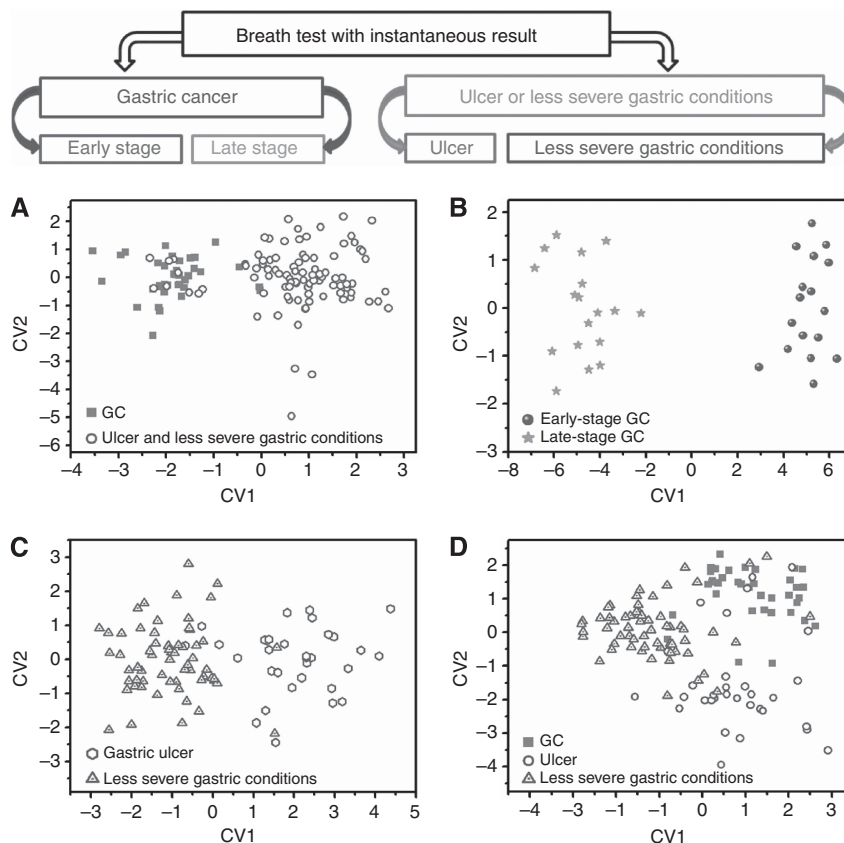 Breath test with instantaneous result
Gastric cancer
Ulcer or less severe gastric conditions
Early stage
Late stage
Ulcer
Less severe gastric conditions
A
2
1
0
−1
−2
−3
−4
−5
−6
CV2
GC
Ulcer and less severe gastric conditions
−4 −3 −2 −1 0 1 2 3
CV1
B
2
1
0
−1
−2
−3
CV2
Early-stage GC
Late-stage GC
−8 −6 −4 −2 0 2 4 6
CV1
C
3
2
1
0
−1
−2
−3
CV2
Gastric ulcer
Less severe gastric conditions
−3 −2 −1 0 1 2 3 4 5
CV1
D
2
1
0
−1
−2
−3
−4
CV2
GC
Ulcer
Less severe gastric conditions
−4 −3 −2 −1 0 1 2 3
CV1